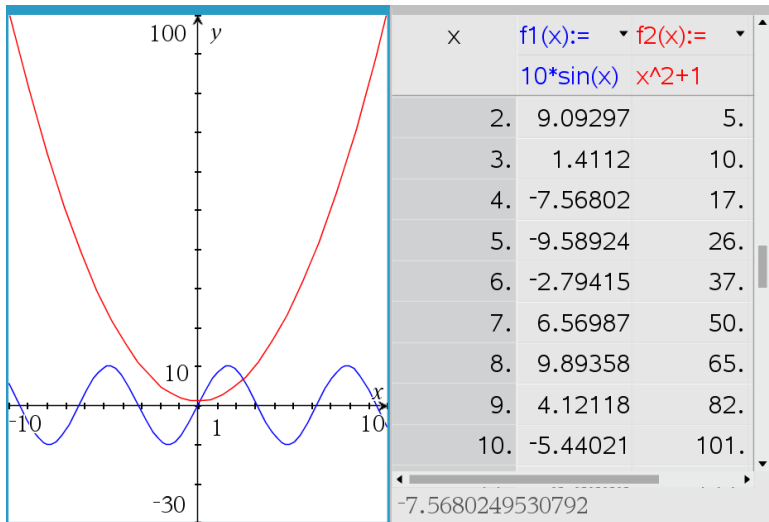 100 y
10
x
-10 1 10
-30
x f1(x):= f2(x):=
10*sin(x) x^2+1
2. 9.09297 5.
3. 1.4112 10.
4. -7.56802 17.
5. -9.58924 26.
6. -2.79415 37.
7. 6.56987 50.
8. 9.89358 65.
9. 4.12118 82.
10. -5.44021 101.
-7.5680249530792